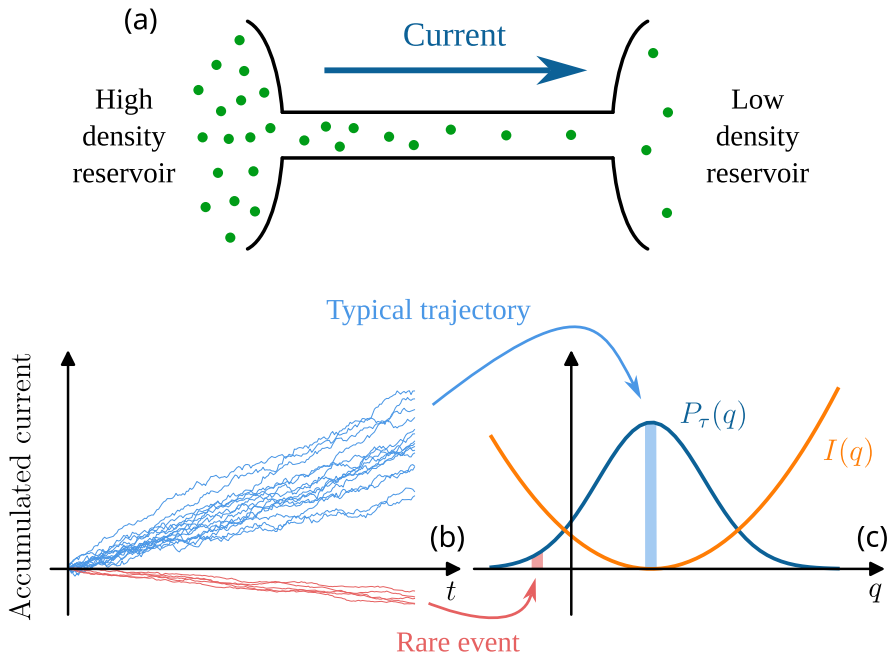 (a)
Current
High
density
reservoir
Low
density
reservoir
Typical trajectory
Accumulated current
P_τ(q)
I(q)
(b)
(c)
t
q
Rare event